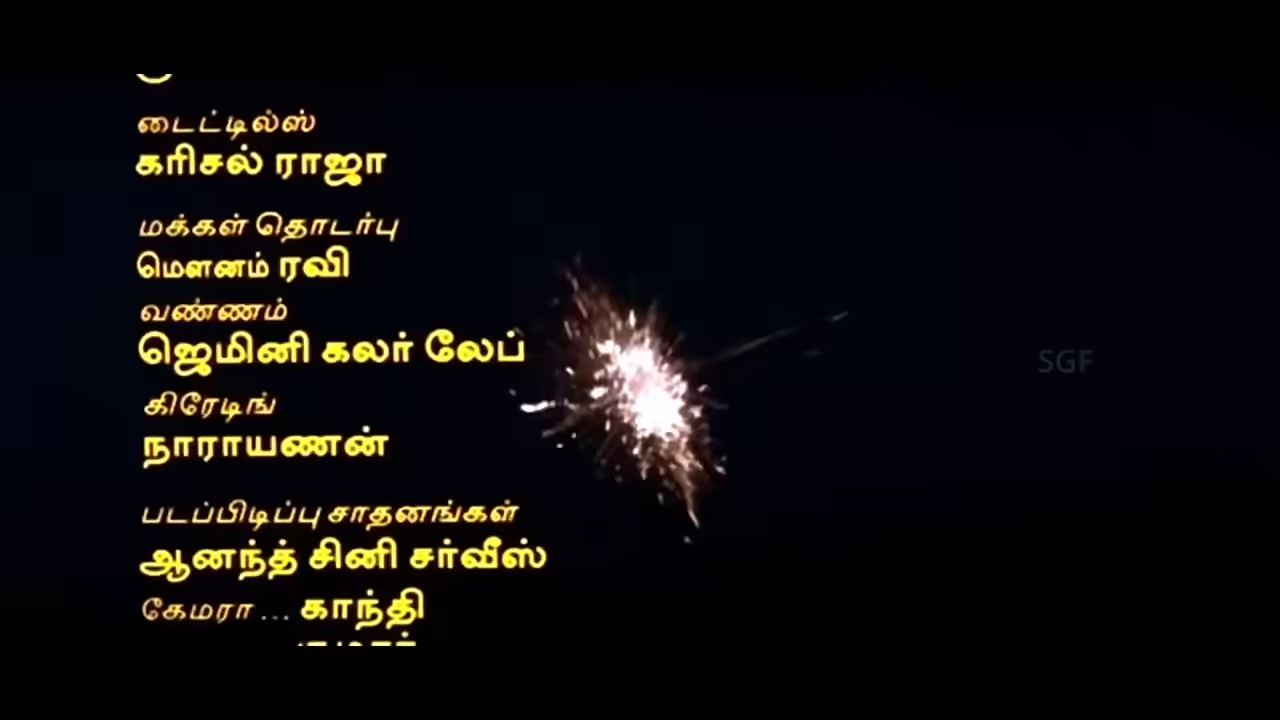 டைட்டில்ஸ்
கரிசல் ராஜா
மக்கள் தொடர்பு
மௌனம் ரவி
வண்ணம்
ஜெமினி கலர் லேப்
கிரேடிங்
நாராயணன்
படப்பிடிப்பு சாதனங்கள்
ஆனந்த் சினி சர்வீஸ்
கேமரா ... காந்தி
SGF